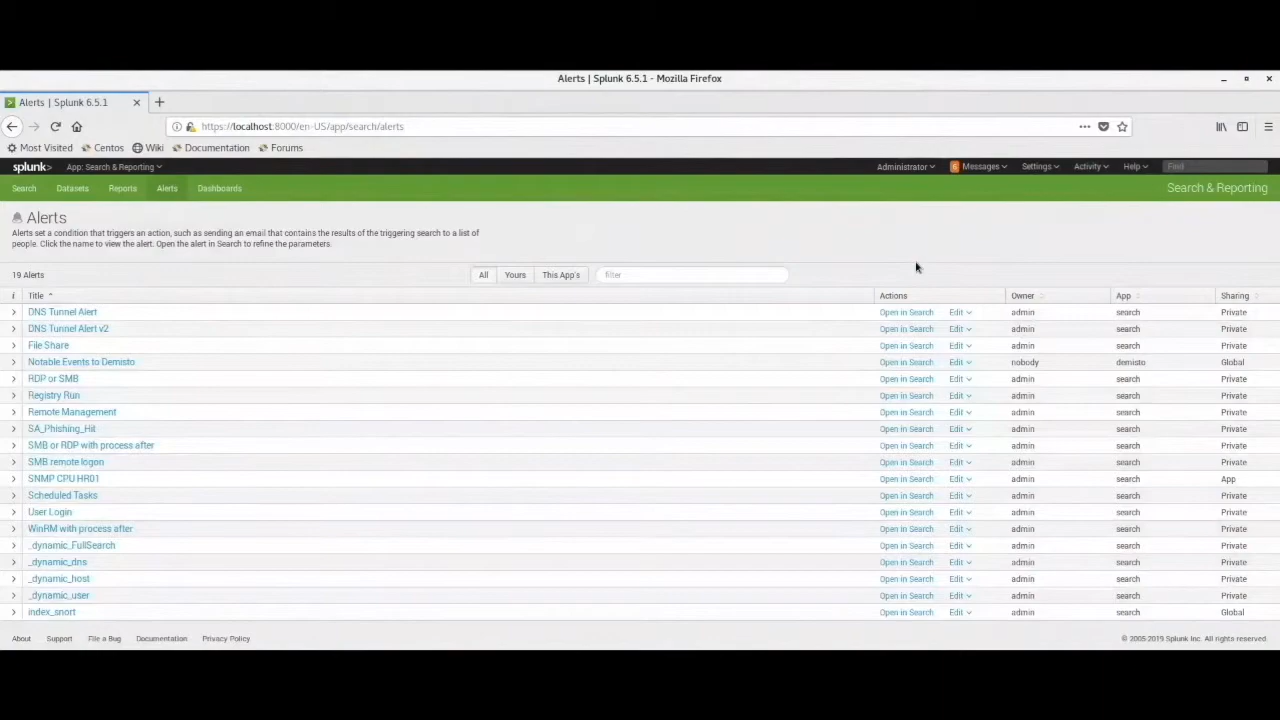 Alerts | Splunk 6.5.1 - Mozilla Firefox
Alerts | Splunk 6.5.1
https://localhost:8000/en-US/app/search/alerts
Most Visited Centos Wiki Documentation Forums
splunk> App: Search & Reporting Administrator 6 Messages Settings Activity Help Find
Search Datasets Reports Alerts Dashboards Search & Reporting
Alerts
Alerts set a condition that triggers an action, such as sending an email that contains the results of the triggering search to a list of
people. Click the name to view the alert. Open the alert in Search to refine the parameters.
19 Alerts All Yours This App's filter
i Title Actions Owner App Sharing
DNS Tunnel Alert Open in Search Edit admin search Private
DNS Tunnel Alert v2 Open in Search Edit admin search Private
File Share Open in Search Edit admin search Private
Notable Events to Demisto Open in Search Edit nobody demisto Global
RDP or SMB Open in Search Edit admin search Private
Registry Run Open in Search Edit admin search Private
Remote Management Open in Search Edit admin search Private
SA_Phishing_Hit Open in Search Edit admin search Private
SMB or RDP with process after Open in Search Edit admin search Private
SMB remote logon Open in Search Edit admin search Private
SNMP CPU HR01 Open in Search Edit admin search App
Scheduled Tasks Open in Search Edit admin search Private
User Login Open in Search Edit admin search Private
WinRM with process after Open in Search Edit admin search Private
_dynamic_FullSearch Open in Search Edit admin search Private
_dynamic_dns Open in Search Edit admin search Private
_dynamic_host Open in Search Edit admin search Private
_dynamic_user Open in Search Edit admin search Private
index_snort Open in Search Edit admin search Global
About Support File a Bug Documentation Privacy Policy © 2005-2019 Splunk Inc. All rights reserved.